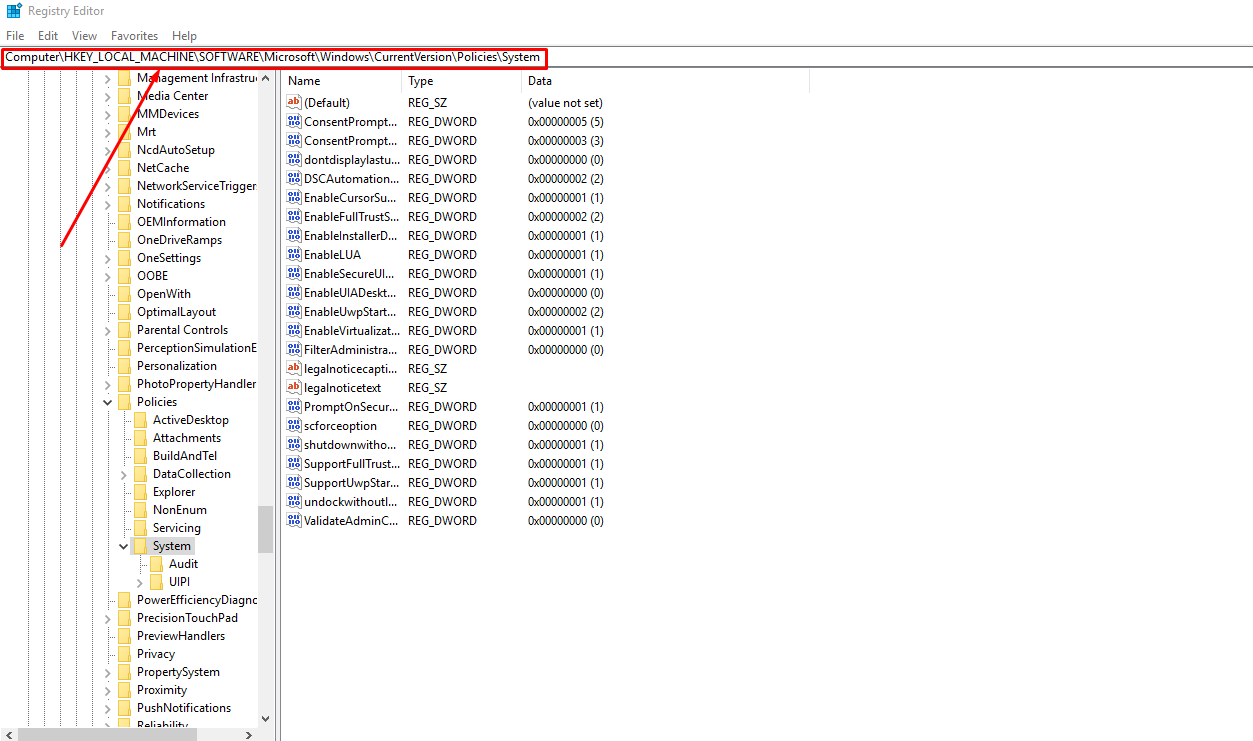 Registry Editor
File Edit View Favorites Help
Computer\HKEY_LOCAL_MACHINE\SOFTWARE\Microsoft\Windows\CurrentVersion\Policies\System
Management Infrastru
Media Center
MMDevices
Mrt
NcdAutoSetup
NetCache
NetworkServiceTriggers
Notifications
OEMInformation
OneDriveRamps
OneSettings
OOBE
OpenWith
OptimalLayout
Parental Controls
PerceptionSimulationE
Personalization
PhotoPropertyHandler
Policies
ActiveDesktop
Attachments
BuildAndTel
DataCollection
Explorer
NonEnum
Servicing
System
Audit
UIPI
PowerEfficiencyDiagno
PrecisionTouchPad
PreviewHandlers
Privacy
PropertySystem
Proximity
PushNotifications
Reliability
Name Type Data
(Default) REG_SZ (value not set)
ConsentPrompt... REG_DWORD 0x00000005 (5)
ConsentPrompt... REG_DWORD 0x00000003 (3)
dontdisplaylastu... REG_DWORD 0x00000000 (0)
DSCAutomation... REG_DWORD 0x00000002 (2)
EnableCursorSu... REG_DWORD 0x00000001 (1)
EnableFullTrustS... REG_DWORD 0x00000002 (2)
EnableInstallerD... REG_DWORD 0x00000001 (1)
EnableLUA REG_DWORD 0x00000001 (1)
EnableSecureUI... REG_DWORD 0x00000001 (1)
EnableUIADeskt... REG_DWORD 0x00000000 (0)
EnableUwpStart... REG_DWORD 0x00000002 (2)
EnableVirtualizat... REG_DWORD 0x00000001 (1)
FilterAdministra... REG_DWORD 0x00000000 (0)
legalnoticecapti... REG_SZ
legalnoticetext REG_SZ
PromptOnSecur... REG_DWORD 0x00000001 (1)
scforceoption REG_DWORD 0x00000000 (0)
shutdownwitho... REG_DWORD 0x00000001 (1)
SupportFullTrust... REG_DWORD 0x00000001 (1)
SupportUwpStar... REG_DWORD 0x00000001 (1)
undockwithoutl... REG_DWORD 0x00000001 (1)
ValidateAdminC... REG_DWORD 0x00000000 (0)